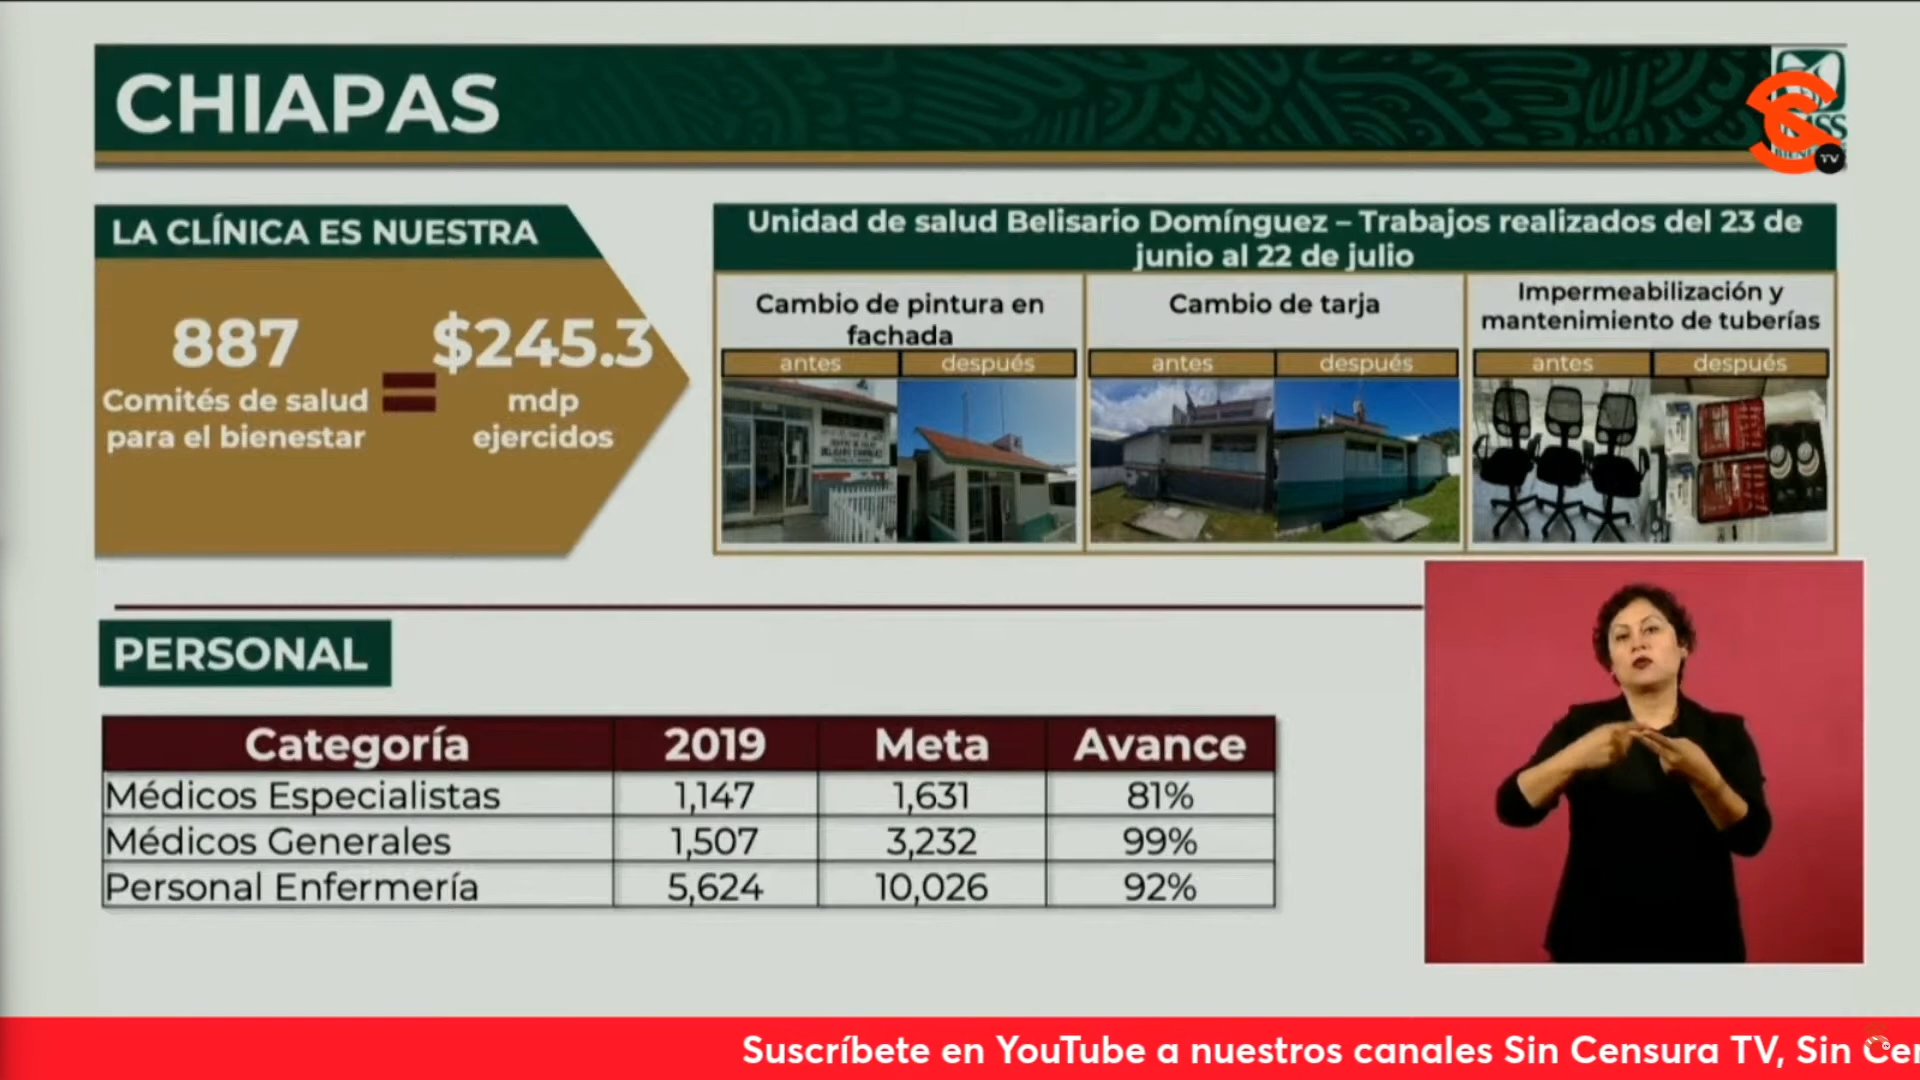 CHIAPAS
TV
LA CLÍNICA ES NUESTRA
887
Comités de salud
para el bienestar
=
$245.3
mdp
ejercidos
Unidad de salud Belisario Domínguez – Trabajos realizados del 23 de
junio al 22 de julio
Cambio de pintura en
fachada
antes después
Cambio de tarja
antes después
Impermeabilización y
mantenimiento de tuberías
antes después
PERSONAL
Categoría 2019 Meta Avance
Médicos Especialistas 1,147 1,631 81%
Médicos Generales 1,507 3,232 99%
Personal Enfermería 5,624 10,026 92%
Suscríbete en YouTube a nuestros canales Sin Censura TV, Sin Cen